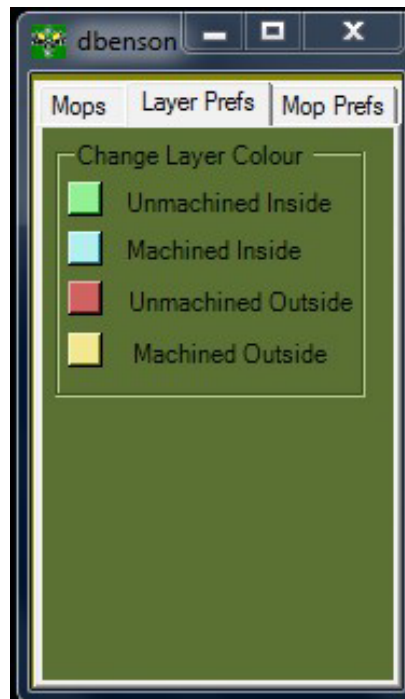 dbenson
Mops Layer Prefs Mop Prefs
Change Layer Colour
Unmachined Inside
Machined Inside
Unmachined Outside
Machined Outside